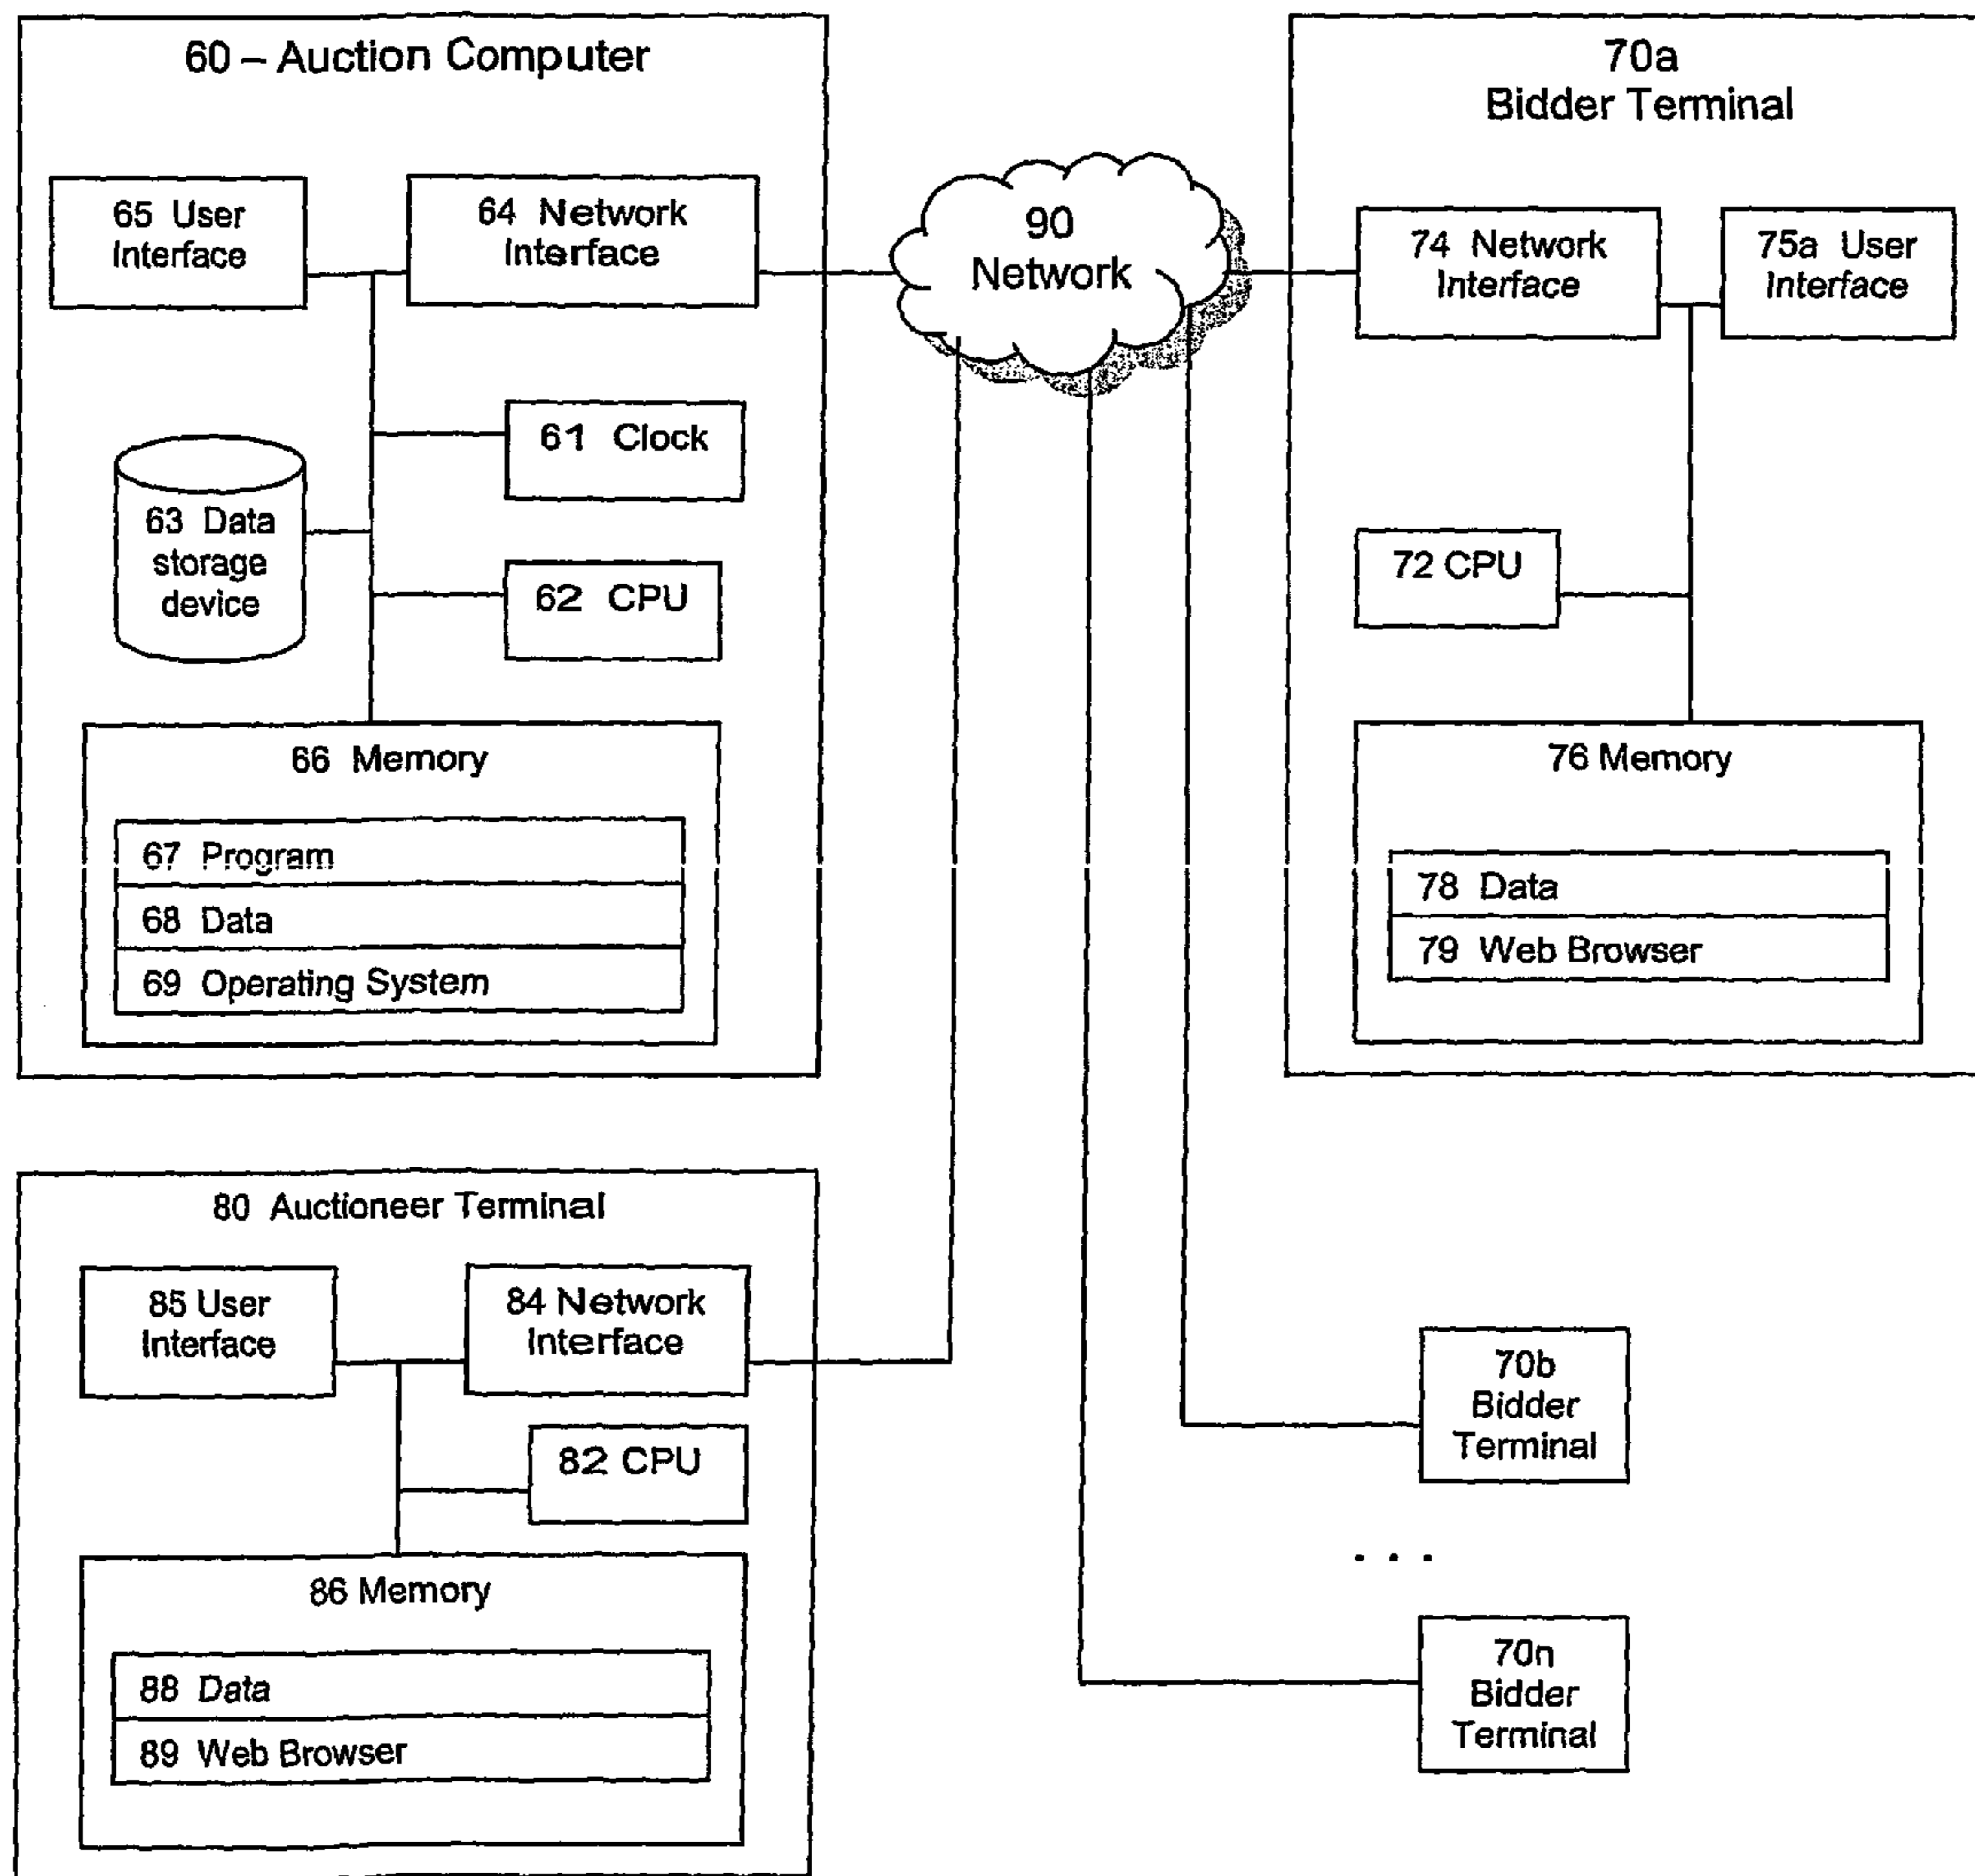 60 – Auction Computer
65 User
Interface
64 Network
Interface
61 Clock
63 Data
storage
device
62 CPU
66 Memory
67 Program
68 Data
69 Operating System
90
Network
70a
Bidder Terminal
74 Network
Interface
75a User
Interface
72 CPU
76 Memory
78 Data
79 Web Browser
80 Auctioneer Terminal
85 User
Interface
84 Network
Interface
82 CPU
86 Memory
88 Data
89 Web Browser
70b
Bidder
Terminal
. . .
70n
Bidder
Terminal